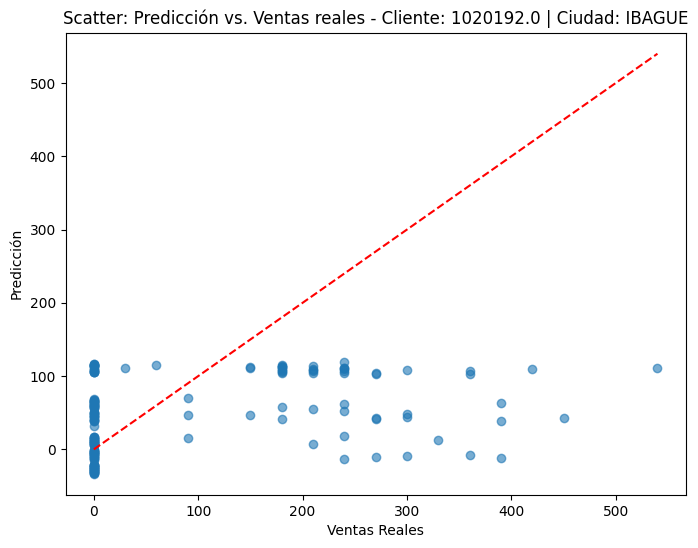 Scatter: Predicción vs. Ventas reales - Cliente: 1020192.0 | Ciudad: IBAGUE
500
400
300
200
100
0
Predicción
0 100 200 300 400 500
Ventas Reales